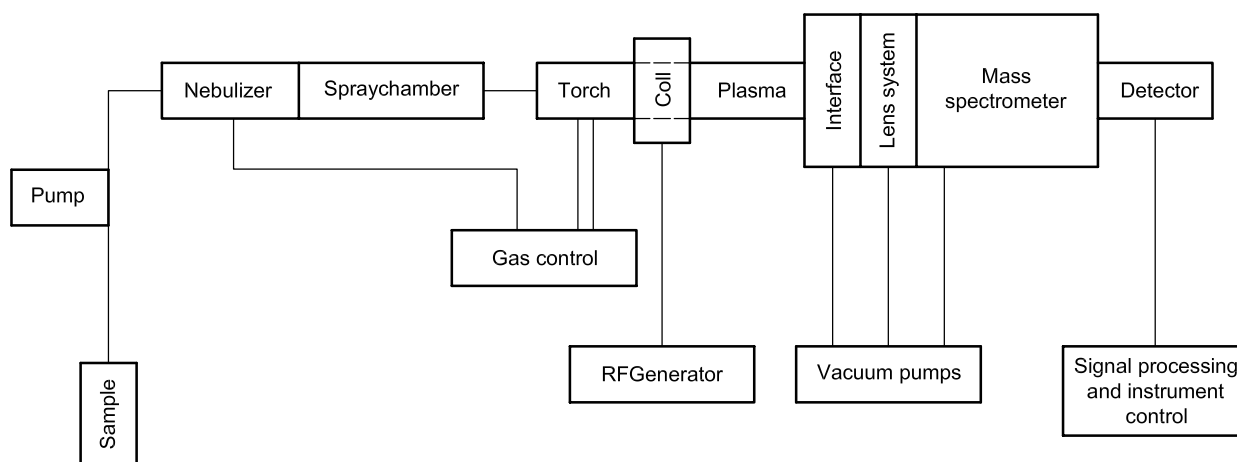 Nebulizer
Spraychamber
Torch
Coll
Plasma
Interface
Lens system
Mass
spectrometer
Detector
Pump
Gas control
Sample
RFGenerator
Vacuum pumps
Signal processing
and instrument
control